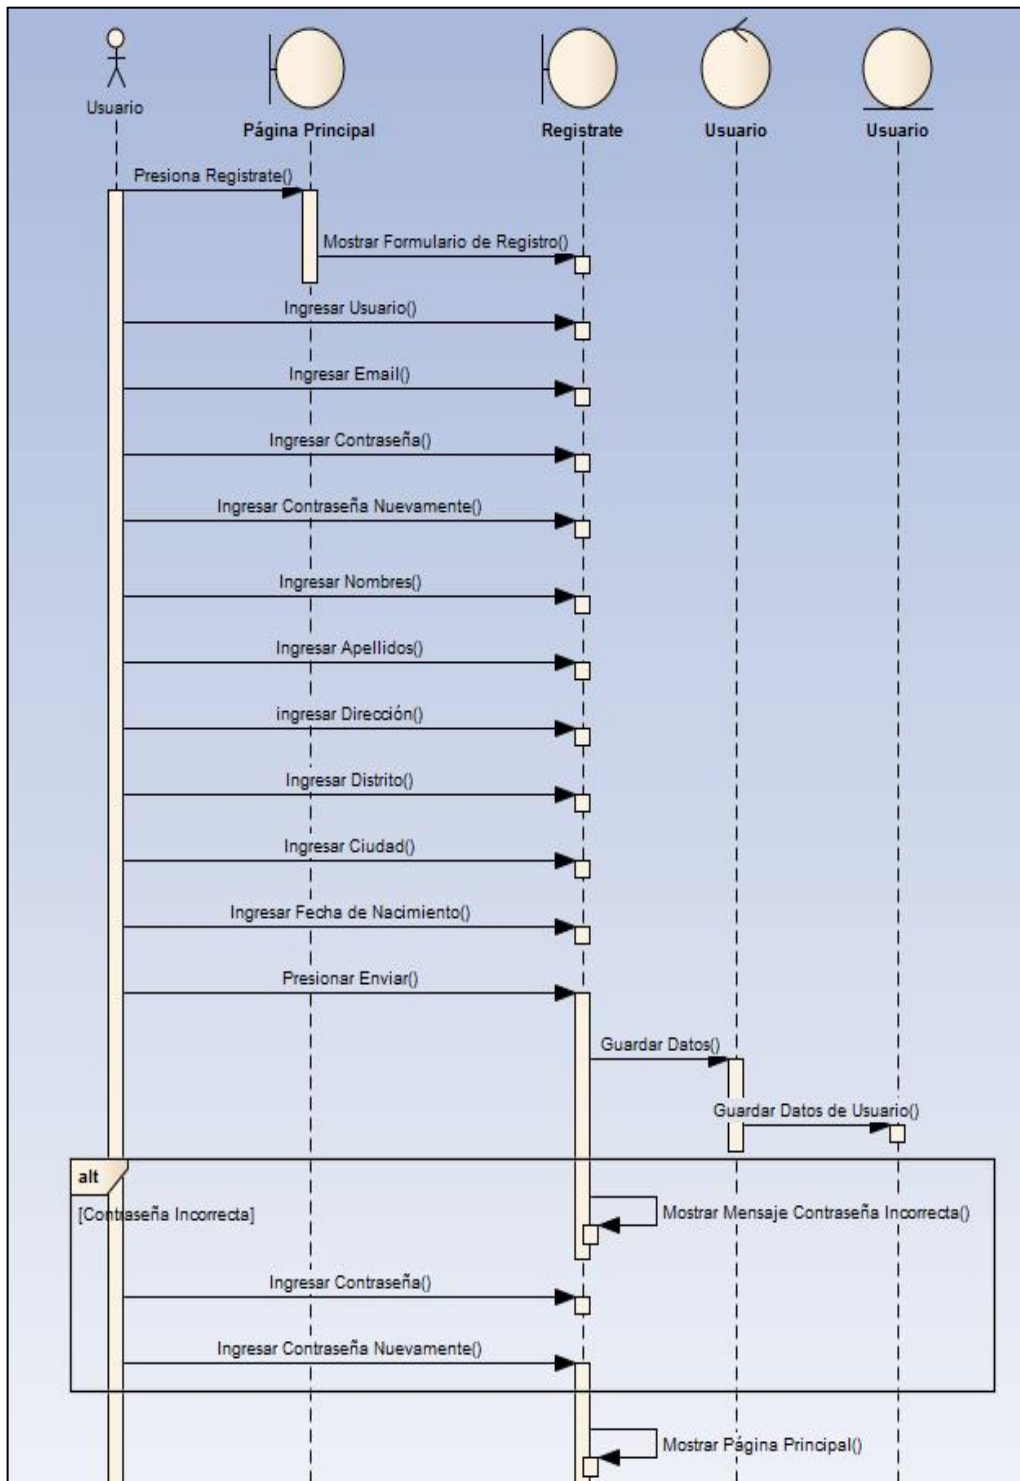 Usuario
Página Principal
Registrate
Usuario
Usuario
Presiona Registrate()
Mostrar Formulario de Registro()
Ingresar Usuario()
Ingresar Email()
Ingresar Contraseña()
Ingresar Contraseña Nuevamente()
Ingresar Nombres()
Ingresar Apellidos()
ingresar Dirección()
Ingresar Distrito()
Ingresar Ciudad()
Ingresar Fecha de Nacimiento()
Presionar Enviar()
Guardar Datos()
Guardar Datos de Usuario()
alt
[Contraseña Incorrecta]
Mostrar Mensaje Contraseña Incorrecta()
Ingresar Contraseña()
Ingresar Contraseña Nuevamente()
Mostrar Página Principal()